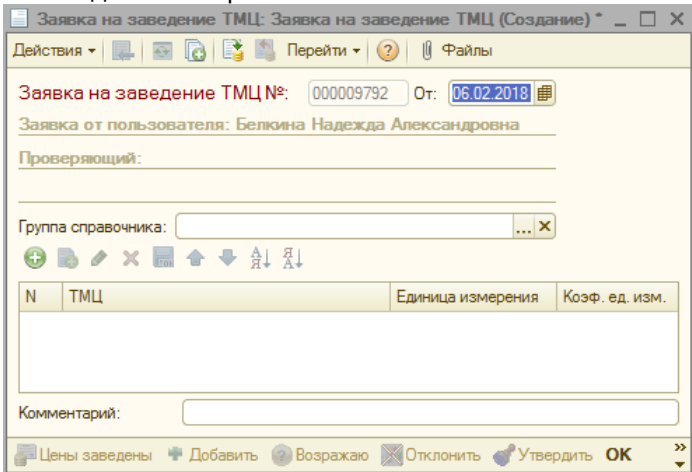 Заявка на заведение ТМЦ: Заявка на заведение ТМЦ (Создание) *
Действия Перейти Файлы
Заявка на заведение ТМЦ №: 000009792 От: 06.02.2018
Заявка от пользователя: Белкина Надежда Александровна
Проверяющий:
Группа справочника: ...
N ТМЦ Единица измерения Коэф. ед. изм.
Комментарий:
Цены заведены Добавить Возражаю Отклонить Утвердить OK